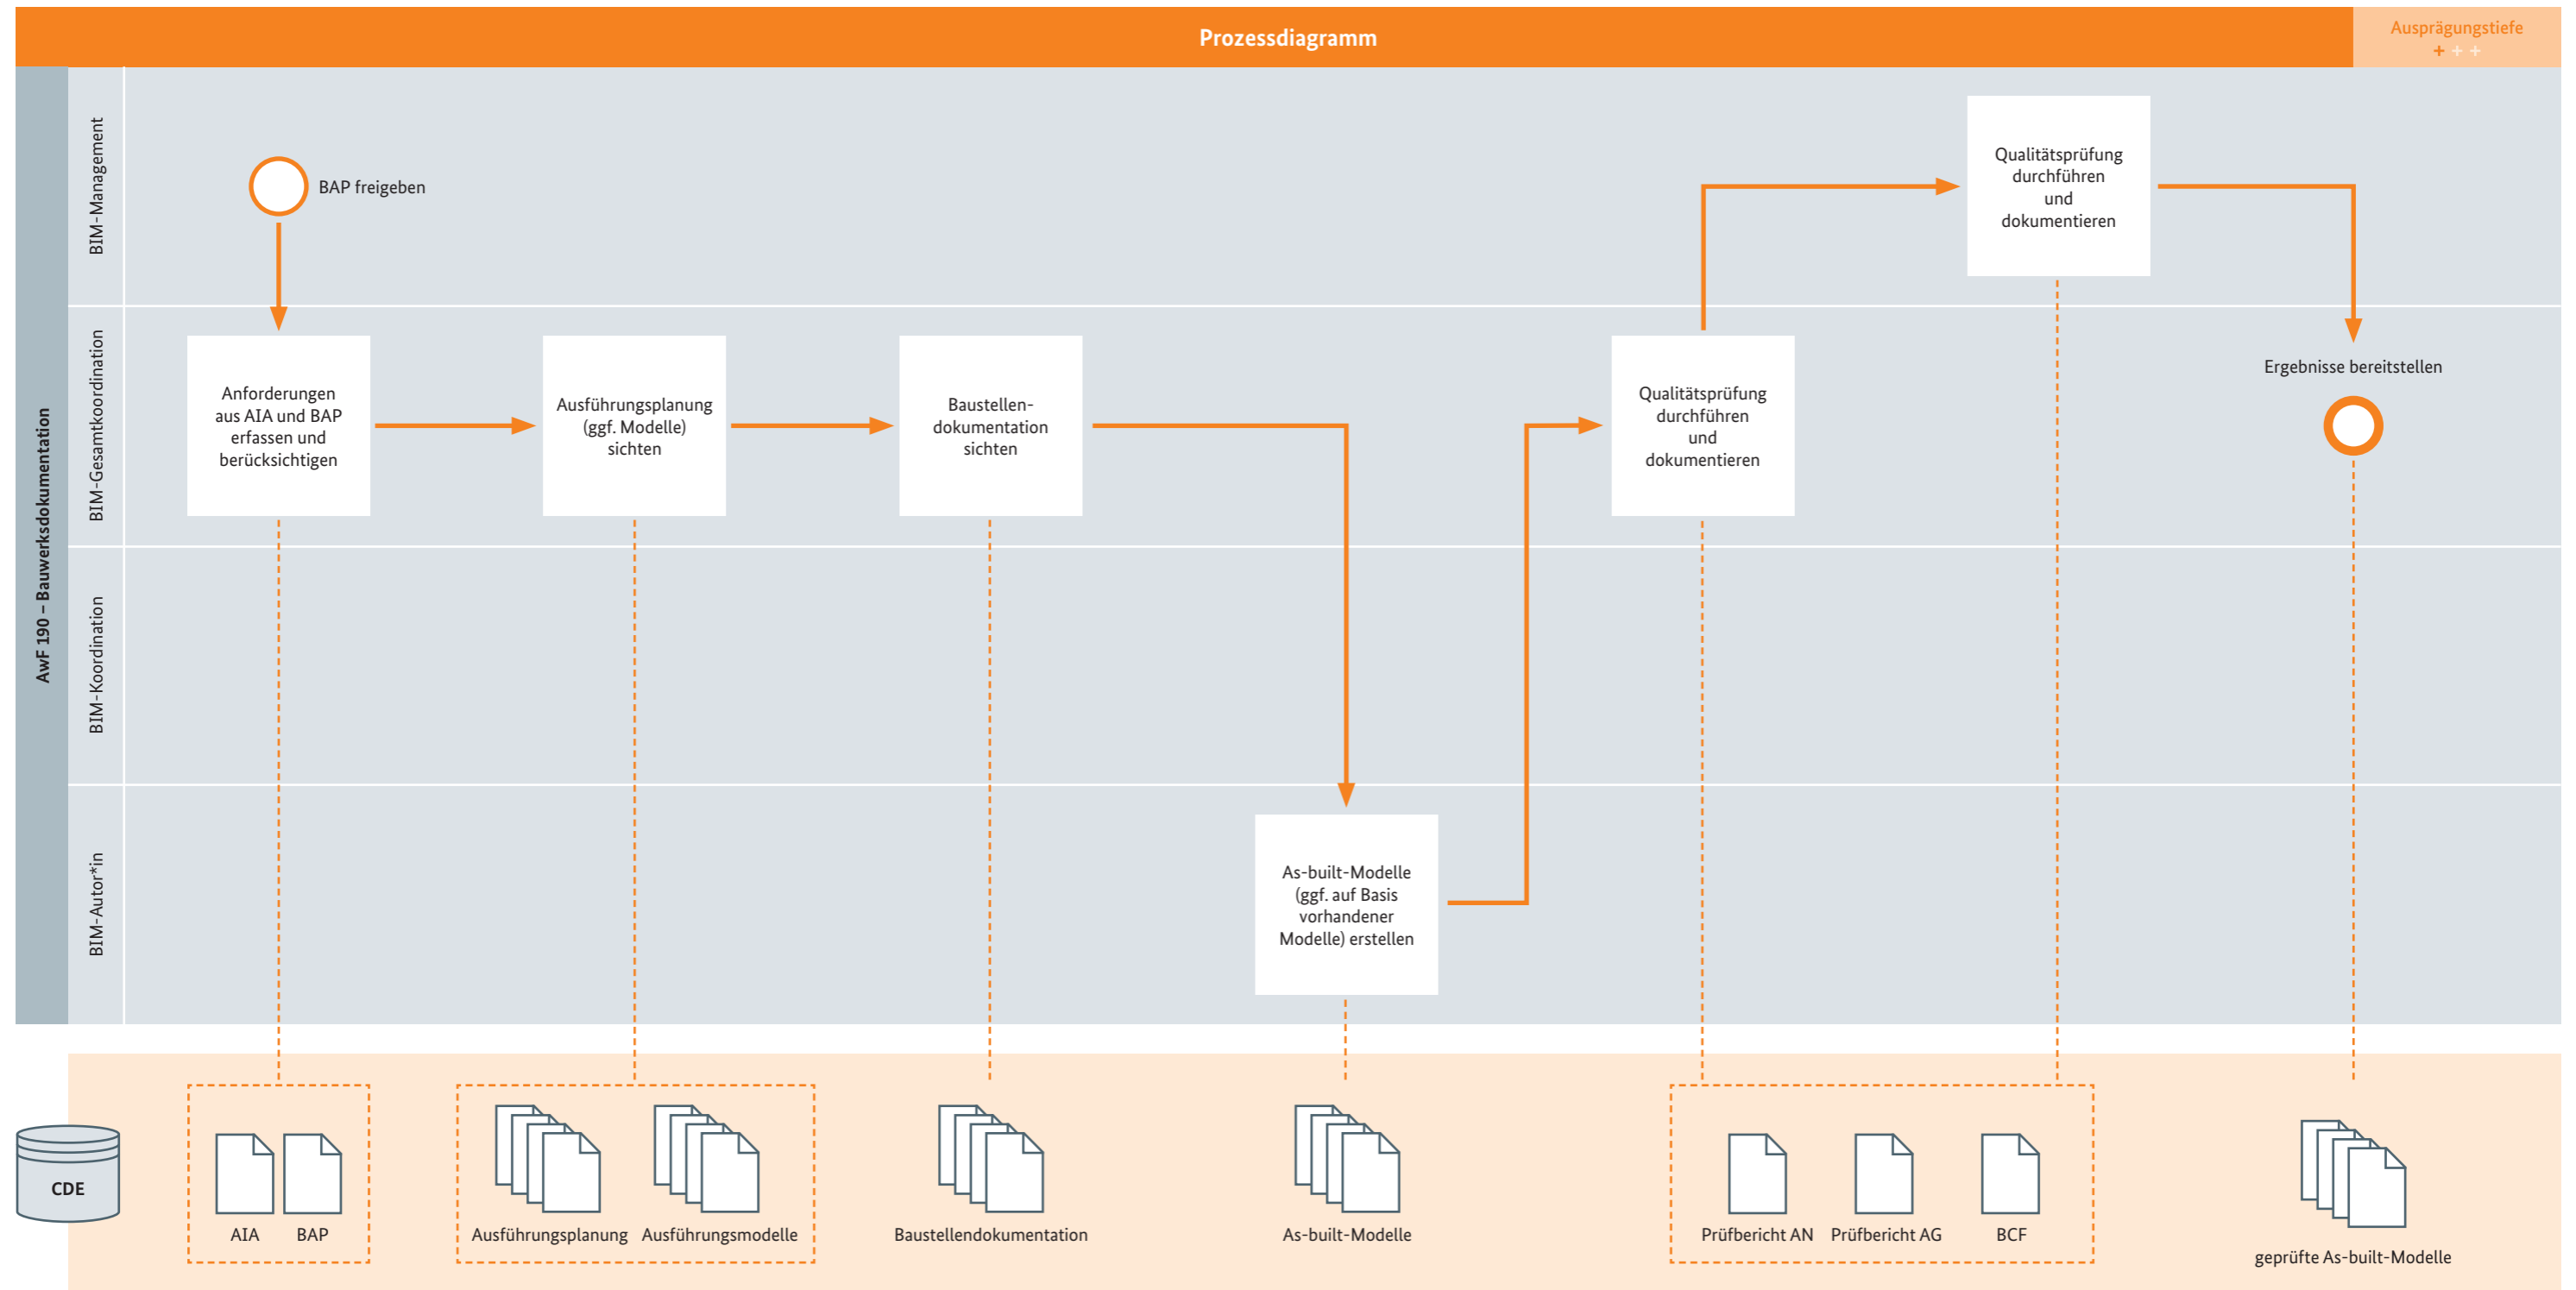 Prozessdiagramm
Ausprägungstiefe
+ + +
AwF 190 – Bauwerksdokumentation
BIM-Management
BAP freigeben
Qualitätsprüfung
durchführen
und
dokumentieren
BIM-Gesamtkoordination
Anforderungen
aus AIA und BAP
erfassen und
berücksichtigen
Ausführungsplanung
(ggf. Modelle)
sichten
Baustellen-
dokumentation
sichten
Qualitätsprüfung
durchführen
und
dokumentieren
Ergebnisse bereitstellen
BIM-Koordination
BIM-Autor*in
As-built-Modelle
(ggf. auf Basis
vorhandener
Modelle) erstellen
CDE
AIA
BAP
Ausführungsplanung
Ausführungsmodelle
Baustellendokumentation
As-built-Modelle
Prüfbericht AN
Prüfbericht AG
BCF
geprüfte As-built-Modelle